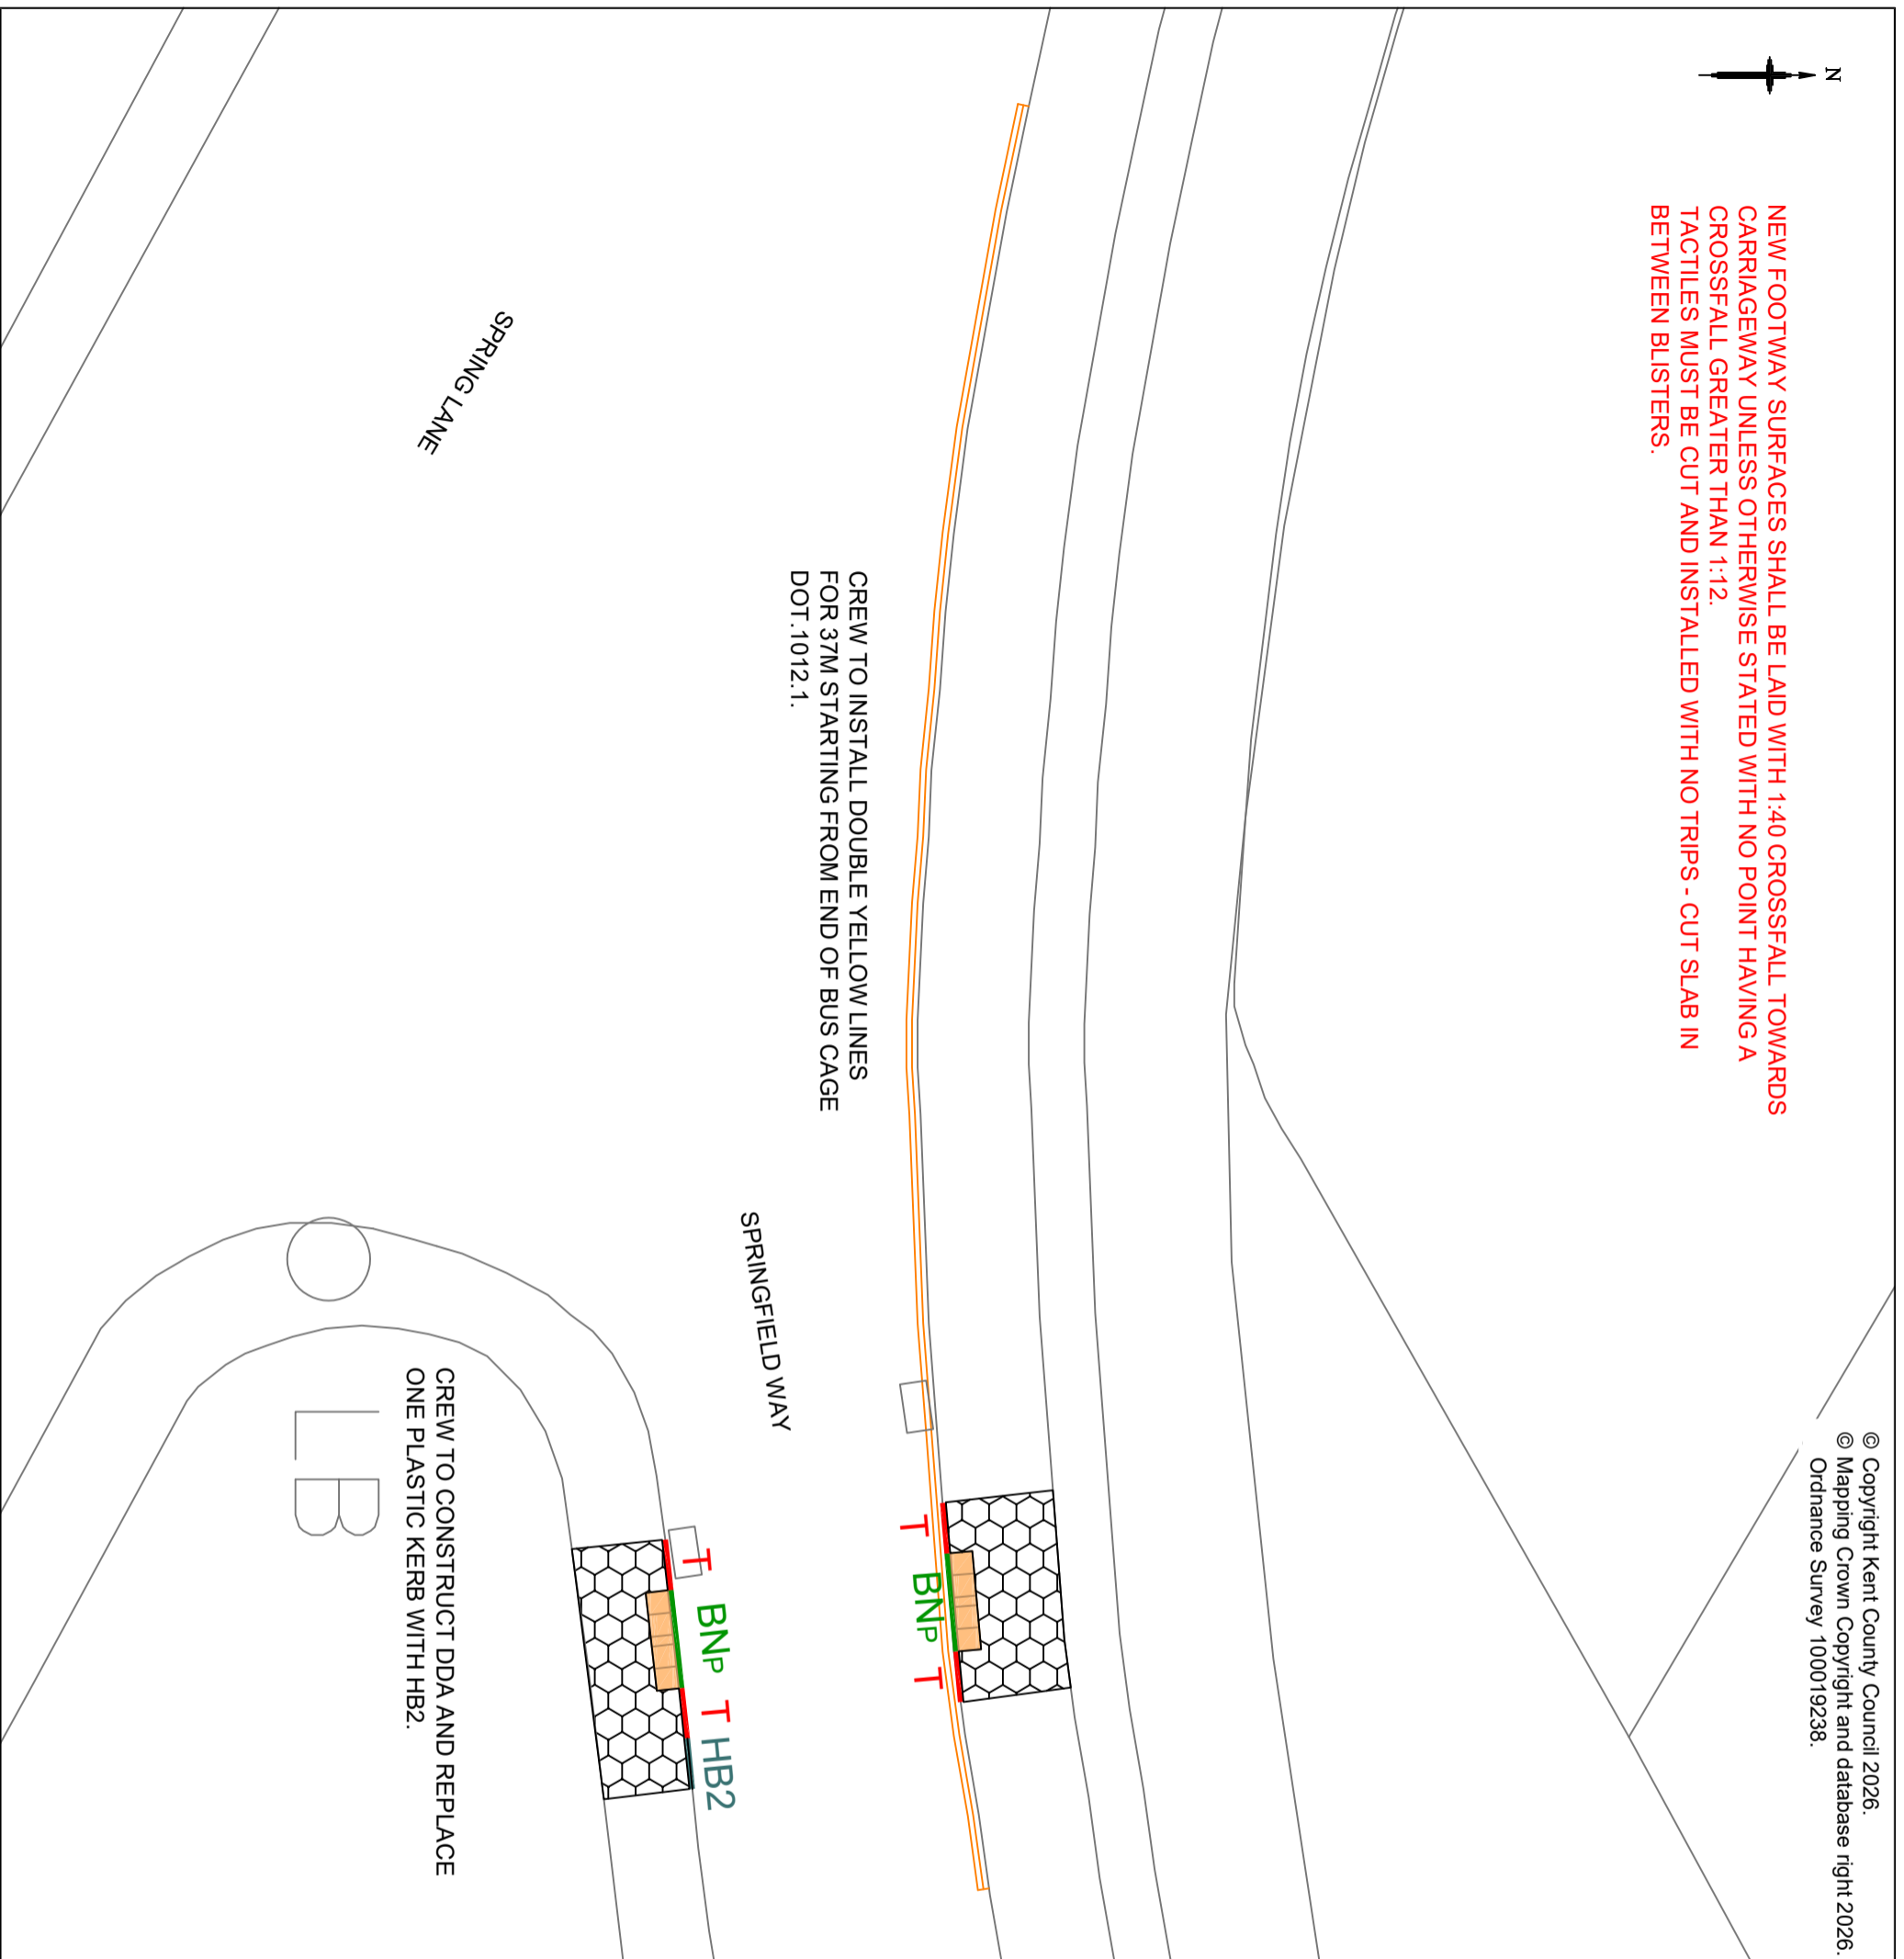 N
NEW FOOTWAY SURFACES SHALL BE LAID WITH 1:40 CROSSFALL TOWARDS
CARRIAGEWAY UNLESS OTHERWISE STATED WITH NO POINT HAVING A
CROSSFALL GREATER THAN 1:12.
TACTILES MUST BE CUT AND INSTALLED WITH NO TRIPS - CUT SLAB IN
BETWEEN BLISTERS.
© Copyright Kent County Council 2026.
© Mapping Crown Copyright and database right 2026.
Ordnance Survey 100019238.
CREW TO INSTALL DOUBLE YELLOW LINES
FOR 37M STARTING FROM END OF BUS CAGE
DOT.1012.1.
T
BNP
T
SPRINGFIELD WAY
T
BNP
T
HB2
SPRING LANE
CREW TO CONSTRUCT DDA AND REPLACE
ONE PLASTIC KERB WITH HB2.
LB